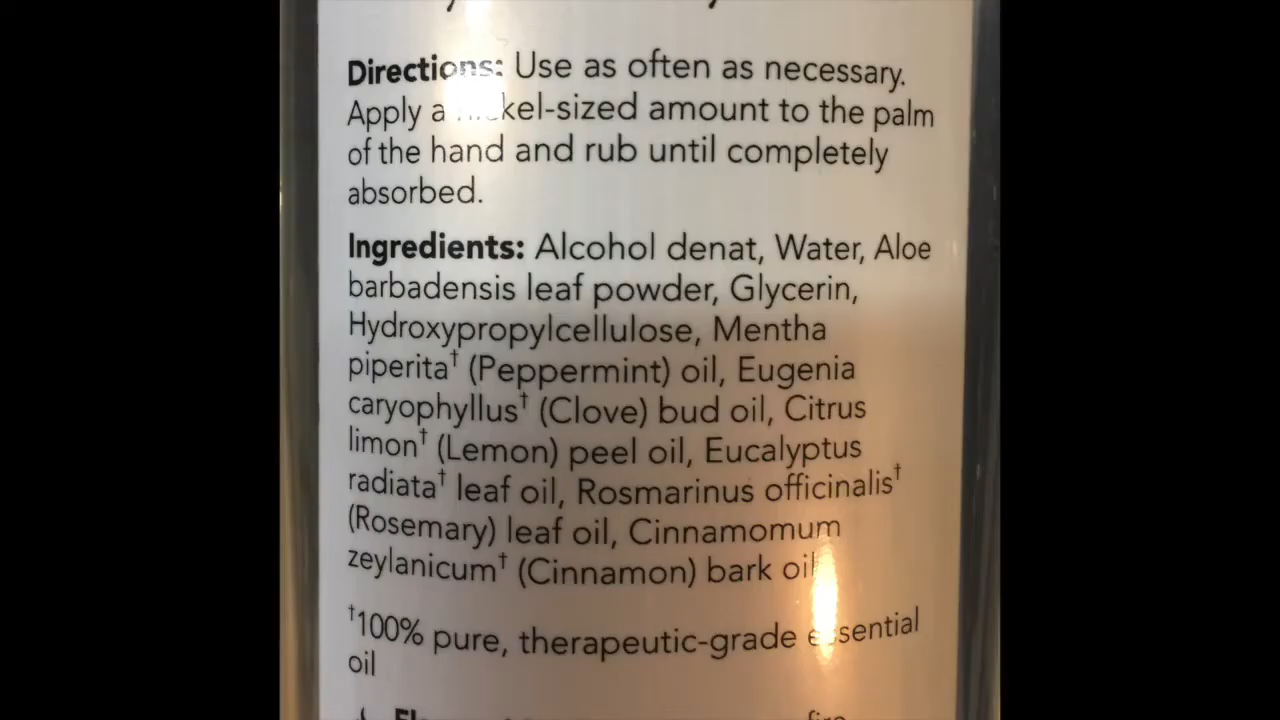 Directions: Use as often as necessary.
Apply a nickel-sized amount to the palm
of the hand and rub until completely
absorbed.
Ingredients: Alcohol denat, Water, Aloe
barbadensis leaf powder, Glycerin,
Hydroxypropylcellulose, Mentha
piperita† (Peppermint) oil, Eugenia
caryophyllus† (Clove) bud oil, Citrus
limon† (Lemon) peel oil, Eucalyptus
radiata† leaf oil, Rosmarinus officinalis†
(Rosemary) leaf oil, Cinnamomum
zeylanicum† (Cinnamon) bark oil
†100% pure, therapeutic-grade essential
oil